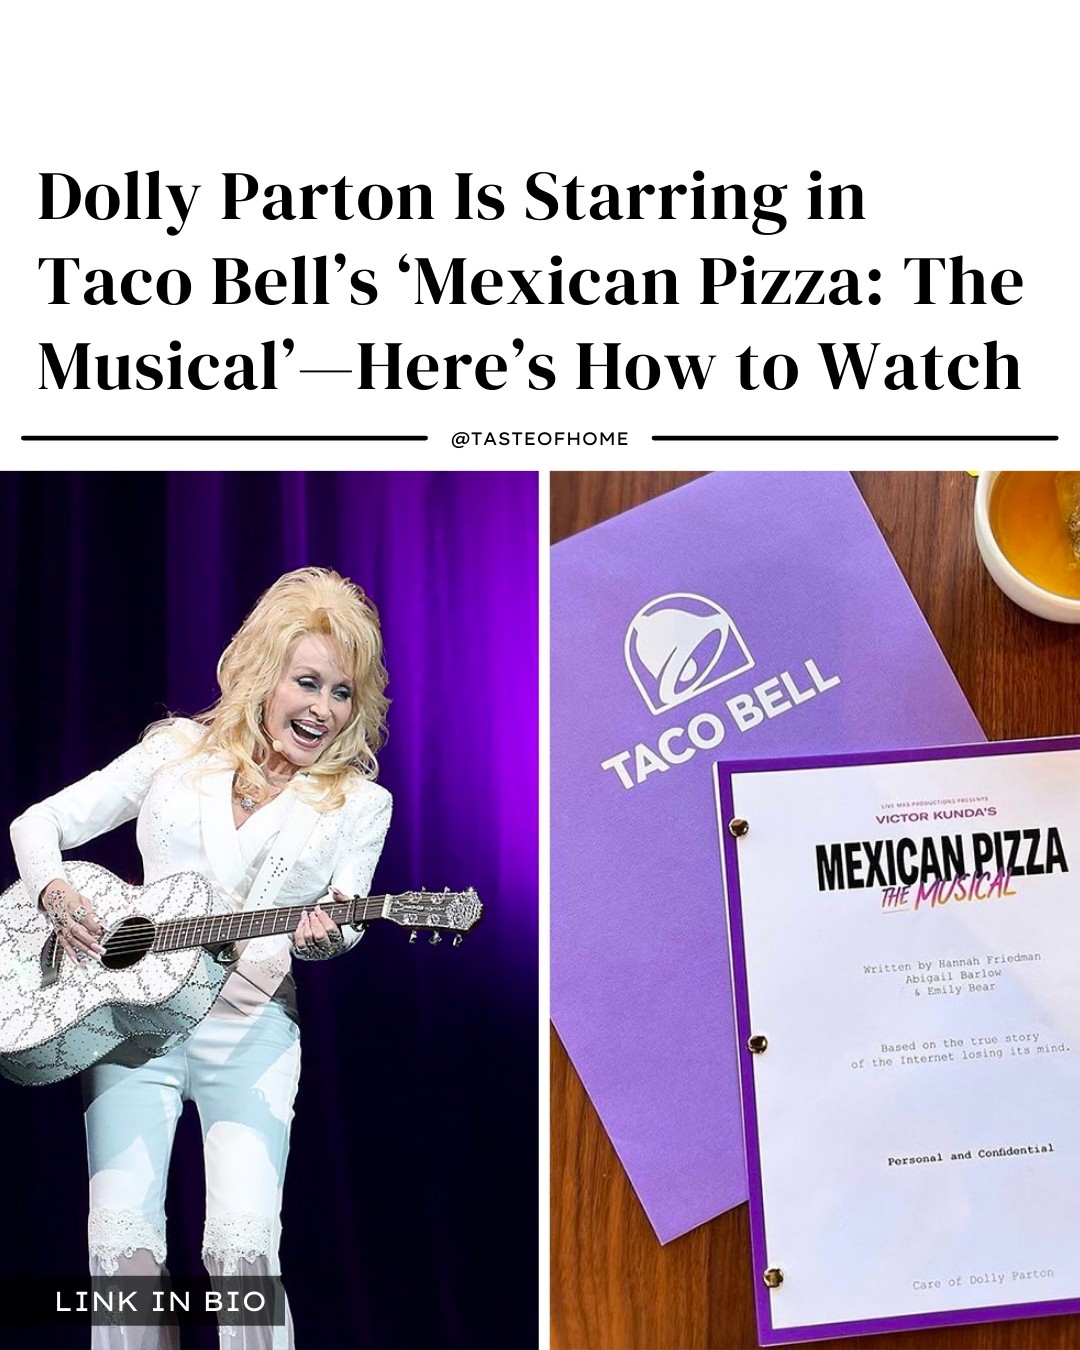 Dolly Parton Is Starring in
Taco Bell’s ‘Mexican Pizza: The
Musical’—Here’s How to Watch
@TASTEOFHOME
TACO BELL
LIVE MÁS PRODUCTIONS PRESENTS
VICTOR KUNDA'S
MEXICAN PIZZA
THE MUSICAL
Written by Hannah Friedman
Abigail Barlow
& Emily Bear
Based on the true story
of the Internet losing its mind.
Personal and Confidential
Care of Dolly Parton
LINK IN BIO